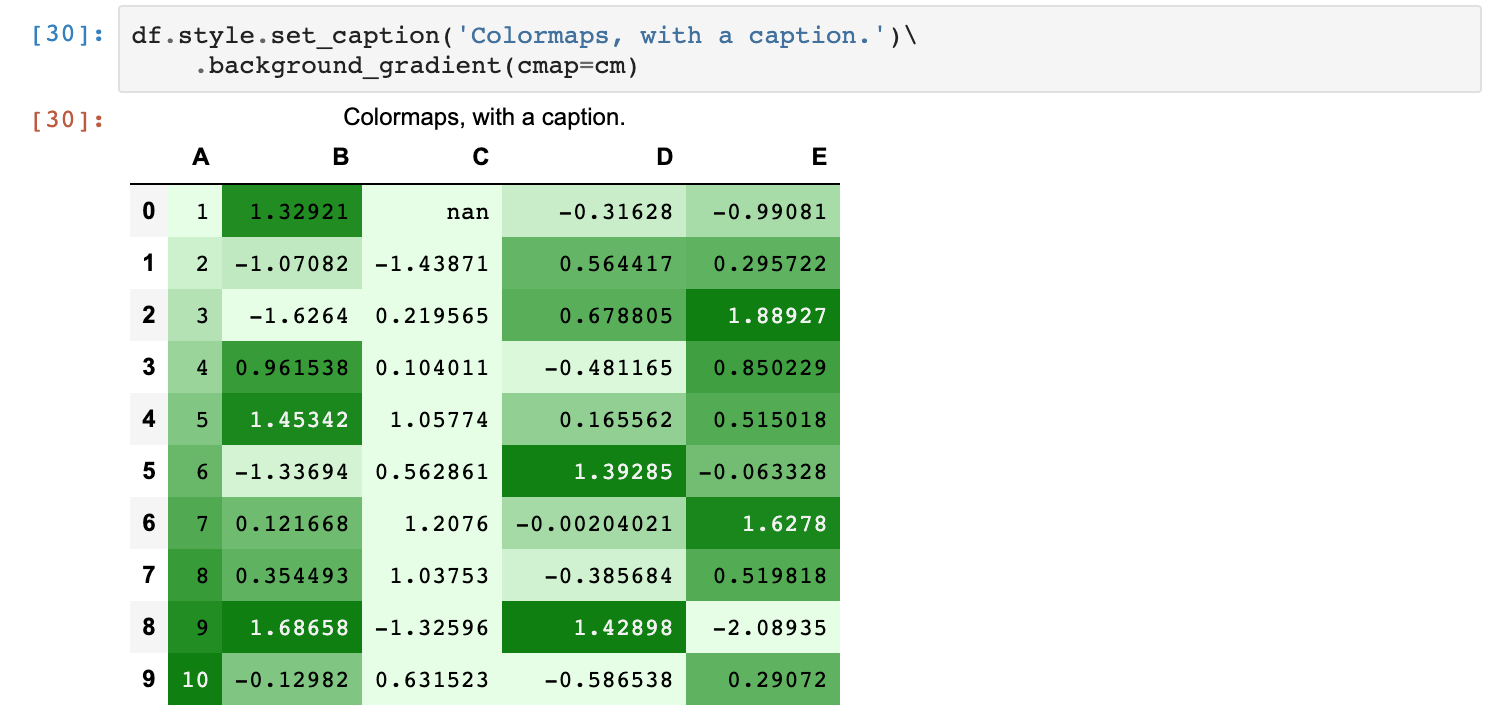 [30]: df.style.set_caption('Colormaps, with a caption.')\
.background_gradient(cmap=cm)
[30]: Colormaps, with a caption.
A B C D E
0 1 1.32921 nan -0.31628 -0.99081
1 2 -1.07082 -1.43871 0.564417 0.295722
2 3 -1.6264 0.219565 0.678805 1.88927
3 4 0.961538 0.104011 -0.481165 0.850229
4 5 1.45342 1.05774 0.165562 0.515018
5 6 -1.33694 0.562861 1.39285 -0.063328
6 7 0.121668 1.2076 -0.00204021 1.6278
7 8 0.354493 1.03753 -0.385684 0.519818
8 9 1.68658 -1.32596 1.42898 -2.08935
9 10 -0.12982 0.631523 -0.586538 0.29072